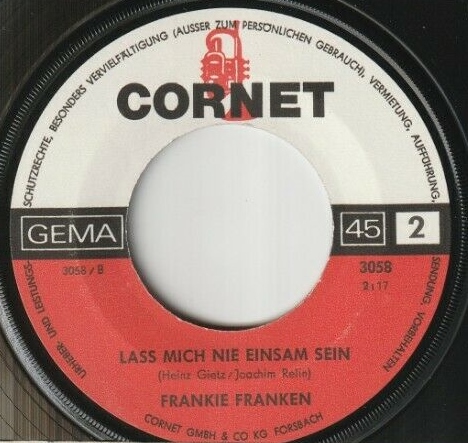 SCHUTZRECHTE, BESONDERS VERVIELFÄLTIGUNG (AUSSER ZUM PERSÖNLICHEN GEBRAUCH), VERMIETUNG, AUFFÜHRUNG,
CORNET
GEMA
45 2
3058/B
3058
2:17
URHEBER- UND LEISTUNGS-
SENDUNG, VORBEHALTEN
LASS MICH NIE EINSAM SEIN
(Heinz Gietz/Joachim Relin)
FRANKIE FRANKEN
CORNET GMBH & CO KG FORSBACH